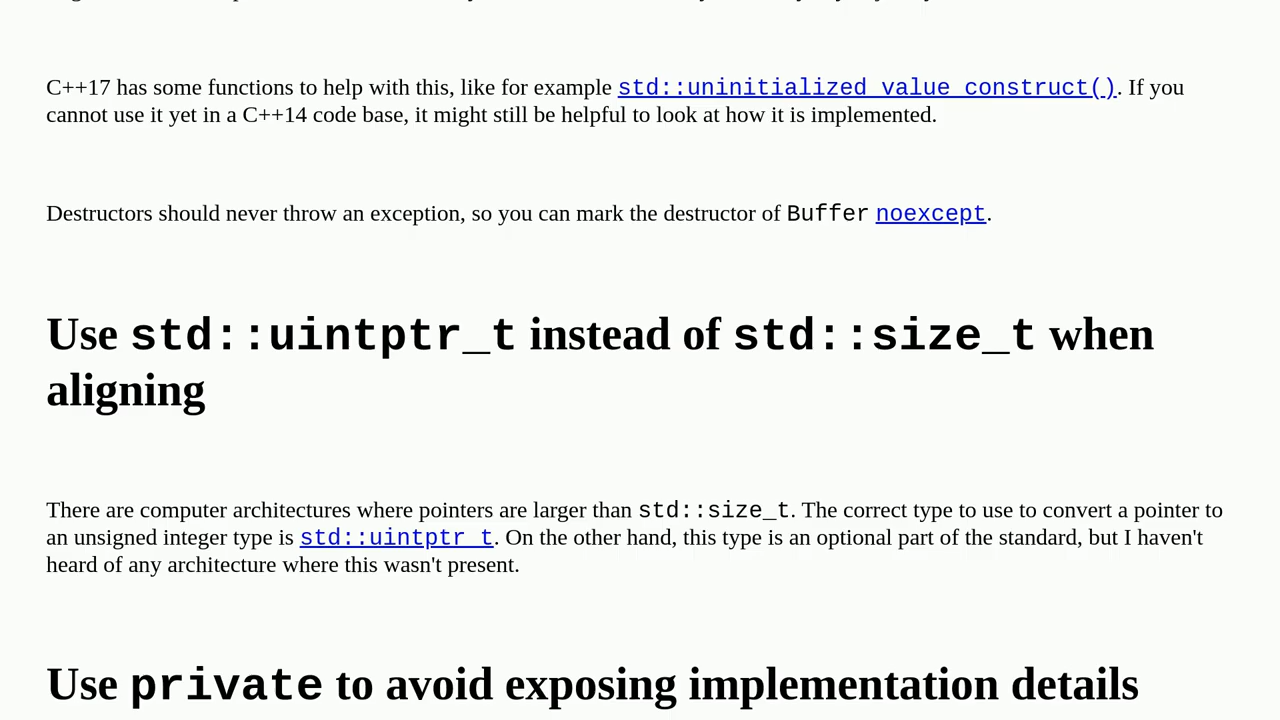 C++17 has some functions to help with this, like for example std::uninitialized_value_construct(). If you
cannot use it yet in a C++14 code base, it might still be helpful to look at how it is implemented.
Destructors should never throw an exception, so you can mark the destructor of Buffer noexcept.
Use std::uintptr_t instead of std::size_t when
aligning
There are computer architectures where pointers are larger than std::size_t. The correct type to use to convert a pointer to
an unsigned integer type is std::uintptr_t. On the other hand, this type is an optional part of the standard, but I haven't
heard of any architecture where this wasn't present.
Use private to avoid exposing implementation details